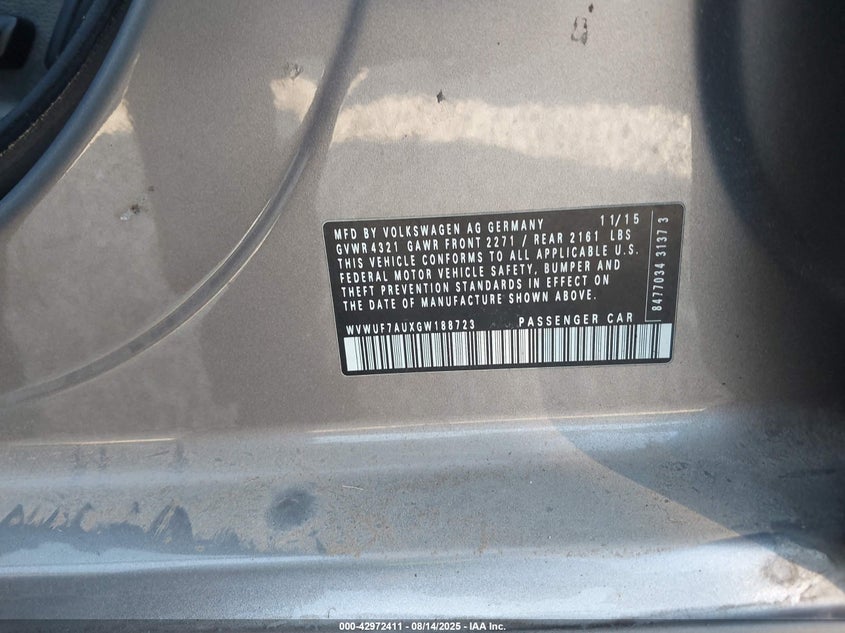 MFD BY VOLKSWAGEN AG GERMANY 11/15
GVWR 4321 GAWR FRONT 2271 / REAR 2161 LBS
THIS VEHICLE CONFORMS TO ALL APPLICABLE U.S.
FEDERAL MOTOR VEHICLE SAFETY, BUMPER AND
THEFT PREVENTION STANDARDS IN EFFECT ON
THE DATE OF MANUFACTURE SHOWN ABOVE.
WVWUF7AUXGW188723 PASSENGER CAR
8477034 3137 3
000-42972411 - 08/14/2025 - IAA Inc.